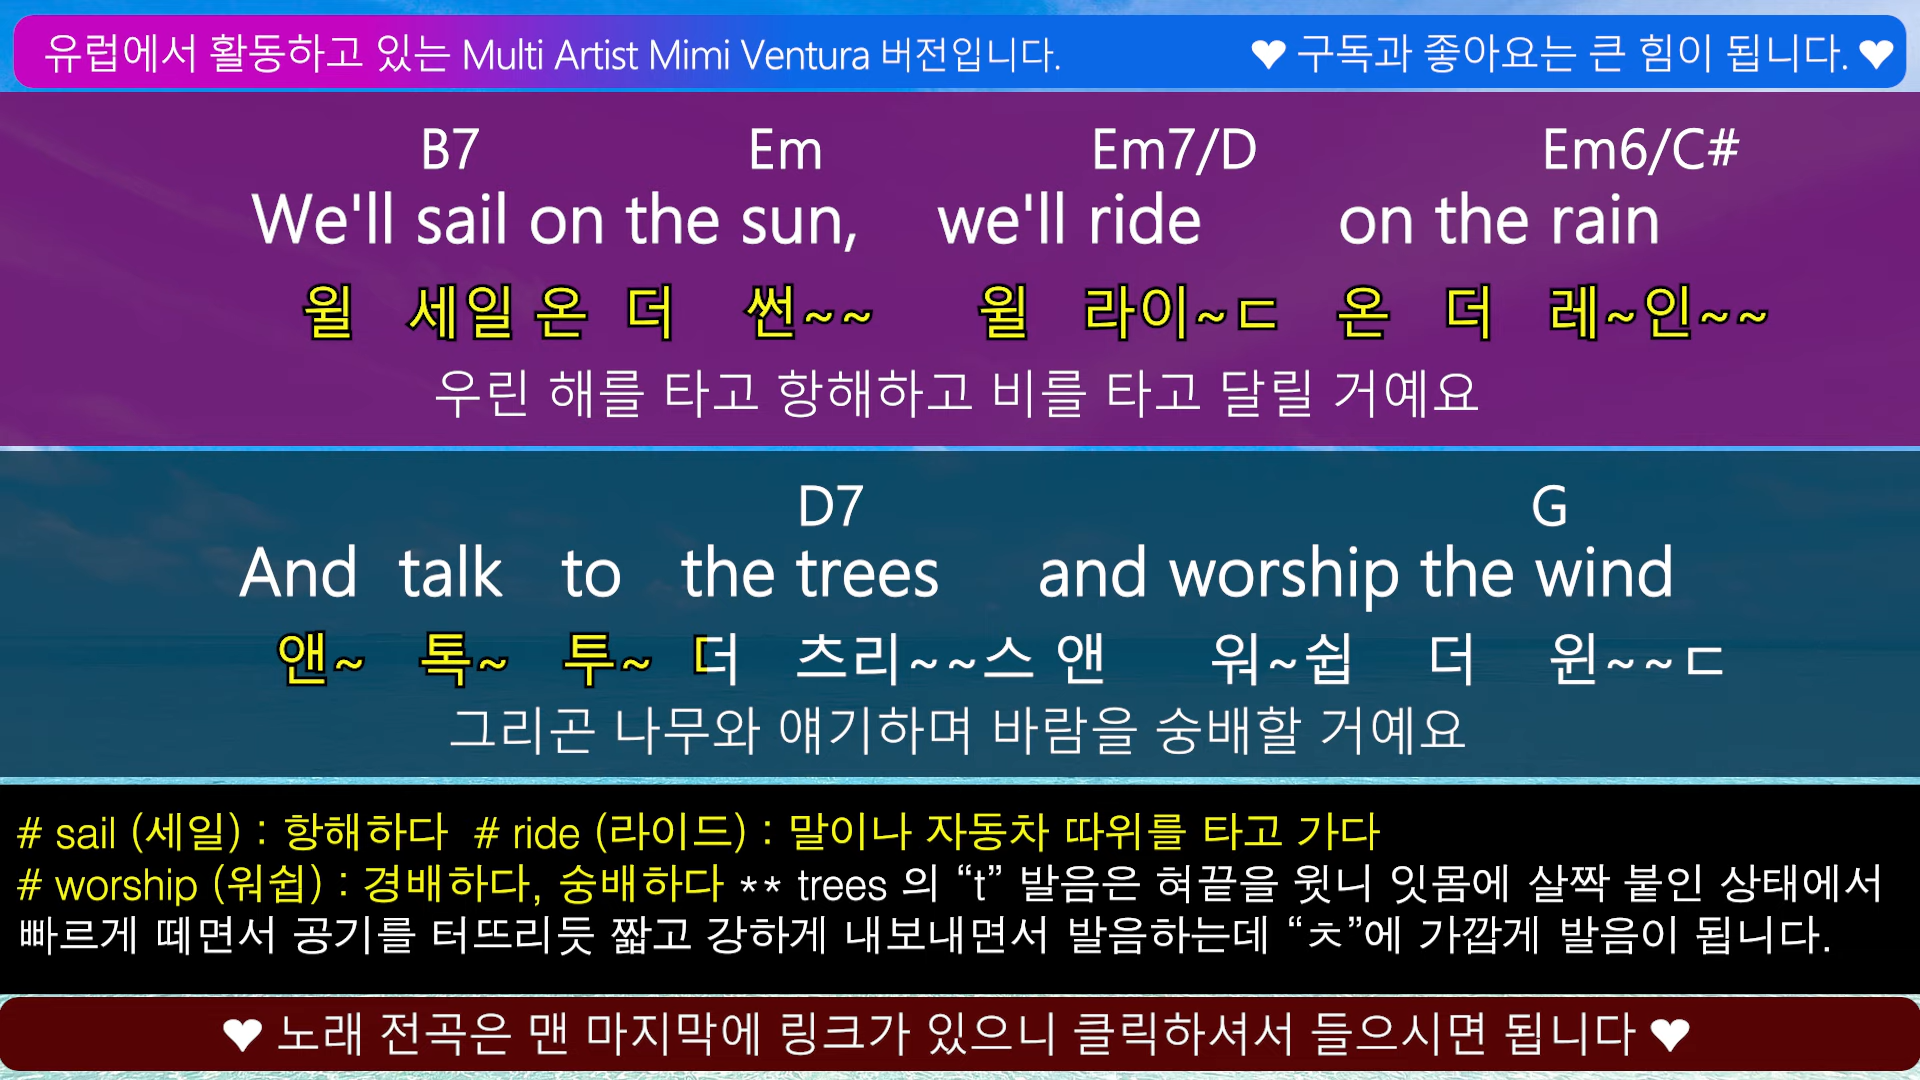 유럽에서 활동하고 있는 Multi Artist Mimi Ventura 버전입니다. ♥ 구독과 좋아요는 큰 힘이 됩니다. ♥
B7 Em Em7/D Em6/C#
We'll sail on the sun, we'll ride on the rain
윌 세일 온 더 썬~~ 윌 라이~ㄷ 온 더 레~인~~
우린 해를 타고 항해하고 비를 타고 달릴 거예요
D7 G
And talk to the trees and worship the wind
앤~ 톡~ 투~ 더 츠리~~스 앤 워~쉽 더 윈~~ㄷ
그리곤 나무와 얘기하며 바람을 숭배할 거예요
# sail (세일) : 항해하다 # ride (라이드) : 말이나 자동차 따위를 타고 가다
# worship (워쉽) : 경배하다, 숭배하다 ** trees 의 “t” 발음은 혀끝을 윗니 잇몸에 살짝 붙인 상태에서
빠르게 떼면서 공기를 터뜨리듯 짧고 강하게 내보내면서 발음하는데 “ㅊ”에 가깝게 발음이 됩니다.
♥ 노래 전곡은 맨 마지막에 링크가 있으니 클릭하셔서 들으시면 됩니다 ♥